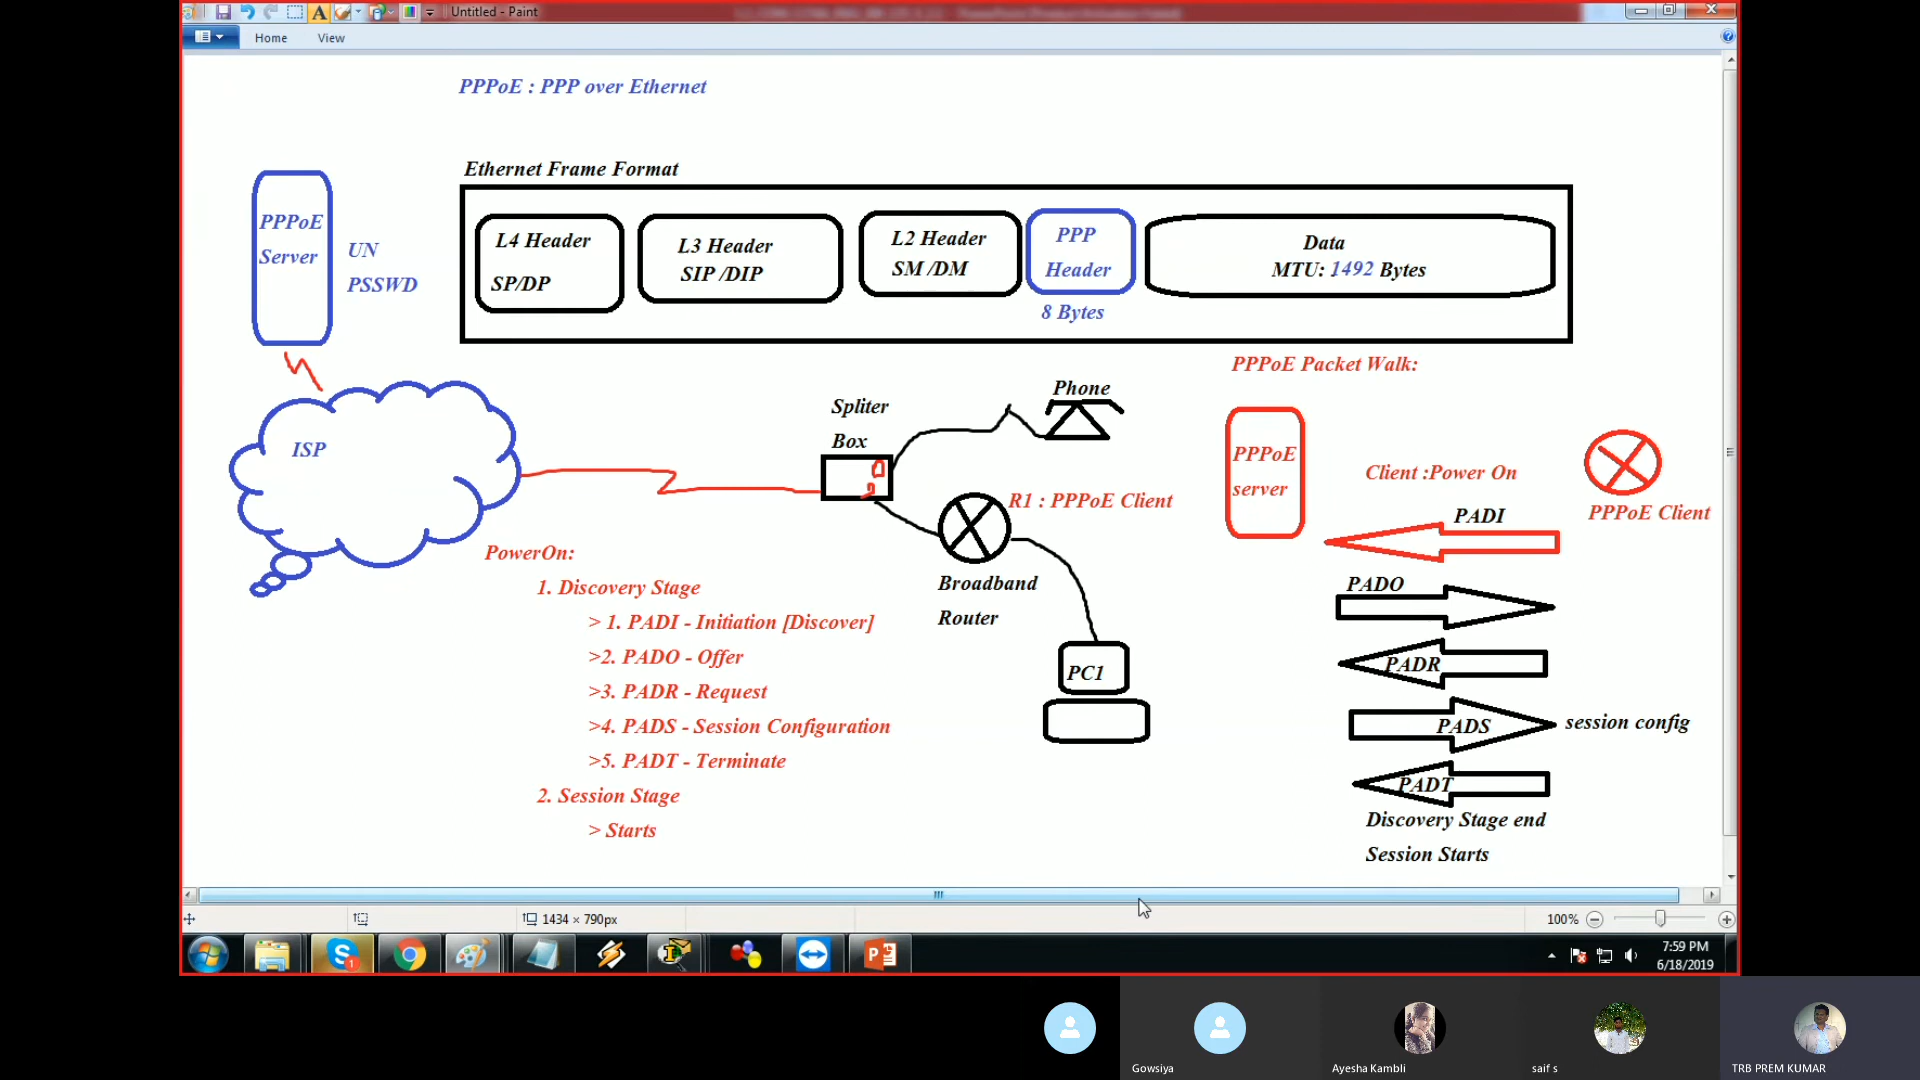 Untitled - Paint
Home
View
PPPoE : PPP over Ethernet
Ethernet Frame Format
PPPoE
Server
UN
PSSWD
L4 Header
SP/DP
L3 Header
SIP /DIP
L2 Header
SM /DM
PPP
Header
8 Bytes
Data
MTU: 1492 Bytes
PPPoE Packet Walk:
ISP
Spliter
Box
Phone
R1 : PPPoE Client
Broadband
Router
PC1
PPPoE
server
Client :Power On
PPPoE Client
PADI
PADO
PADR
PADS
session config
PADT
Discovery Stage end
Session Starts
PowerOn:
1. Discovery Stage
> 1. PADI - Initiation [Discover]
>2. PADO - Offer
>3. PADR - Request
>4. PADS - Session Configuration
>5. PADT - Terminate
2. Session Stage
> Starts
1434 × 790px
100%
7:59 PM
6/18/2019
Gowsiya
Ayesha Kambli
saif s
TRB PREM KUMAR